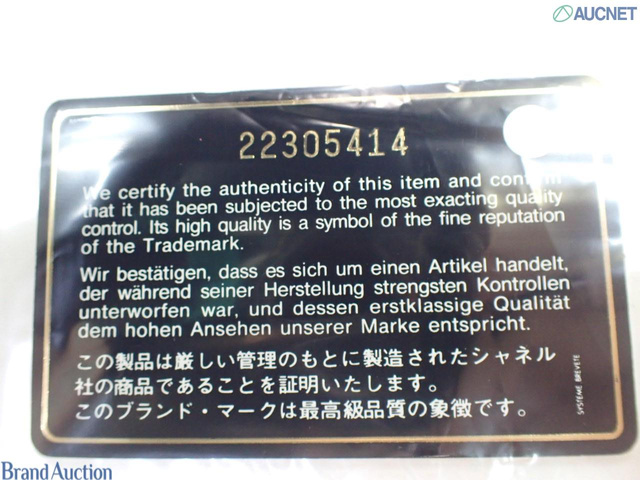 AUCNET
22305414
We certify the authenticity of this item and confirm
that it has been subjected to the most exacting quality
control. Its high quality is a symbol of the fine reputation
of the Trademark.
Wir bestätigen, dass es sich um einen Artikel handelt,
der während seiner Herstellung strengsten Kontrollen
unterworfen war, und dessen erstklassige Qualität
dem hohen Ansehen unserer Marke entspricht.
この製品は厳しい管理のもとに製造されたシャネル
社の商品であることを証明いたします。
このブランド・マークは最高級品質の象徴です。
SYSTEME BREVETE
Brand Auction